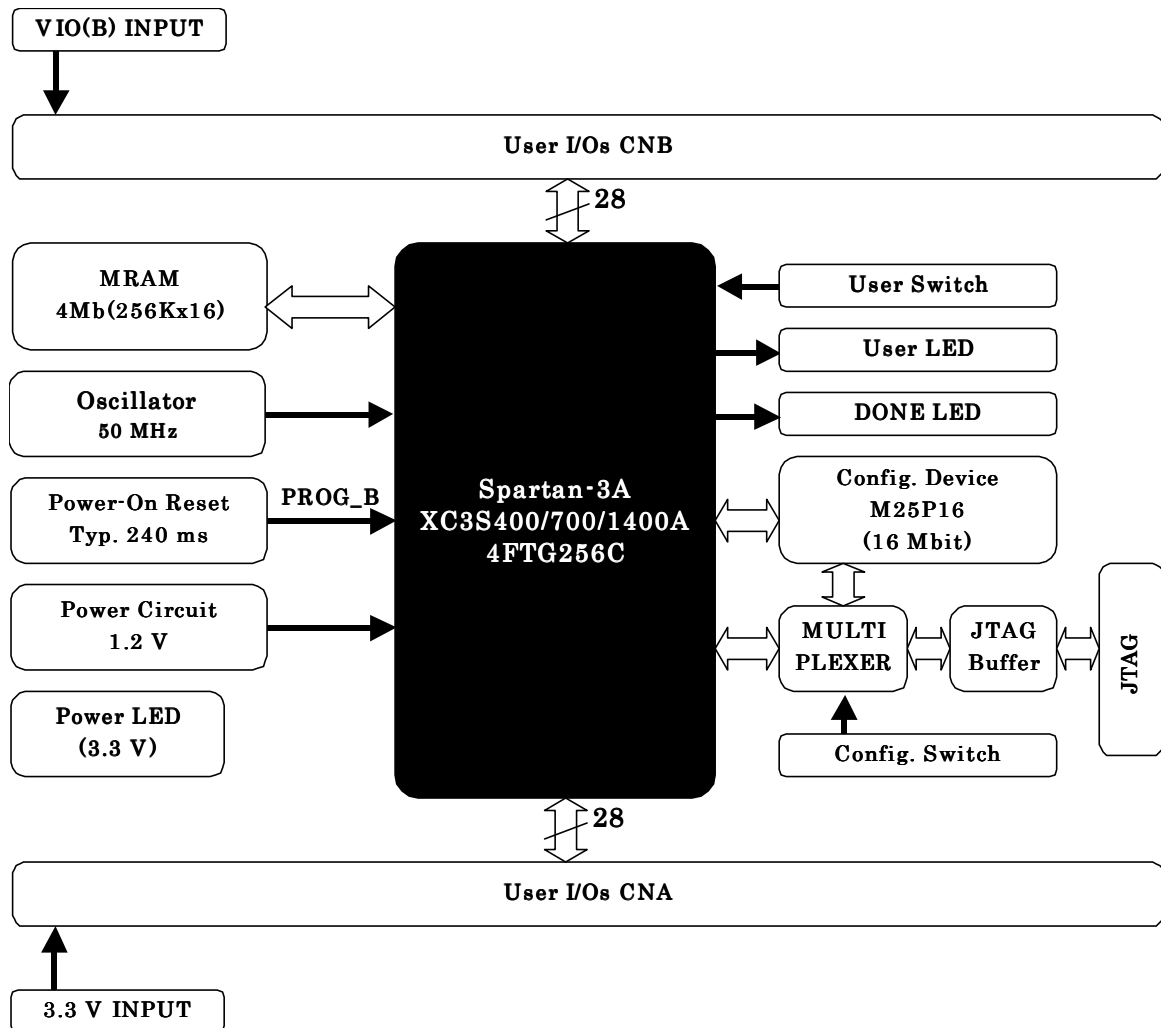 VIO(B) INPUT
User I/Os CNB
28
MRAM
4Mb(256Kx16)
Oscillator
50 MHz
Power-On Reset
Typ. 240 ms
PROG_B
Power Circuit
1.2 V
Power LED
(3.3 V)
Spartan-3A
XC3S400/700/1400A
4FTG256C
User Switch
User LED
DONE LED
Config. Device
M25P16
(16 Mbit)
MULTI
PLEXER
JTAG
Buffer
JTAG
Config. Switch
28
User I/Os CNA
3.3 V INPUT